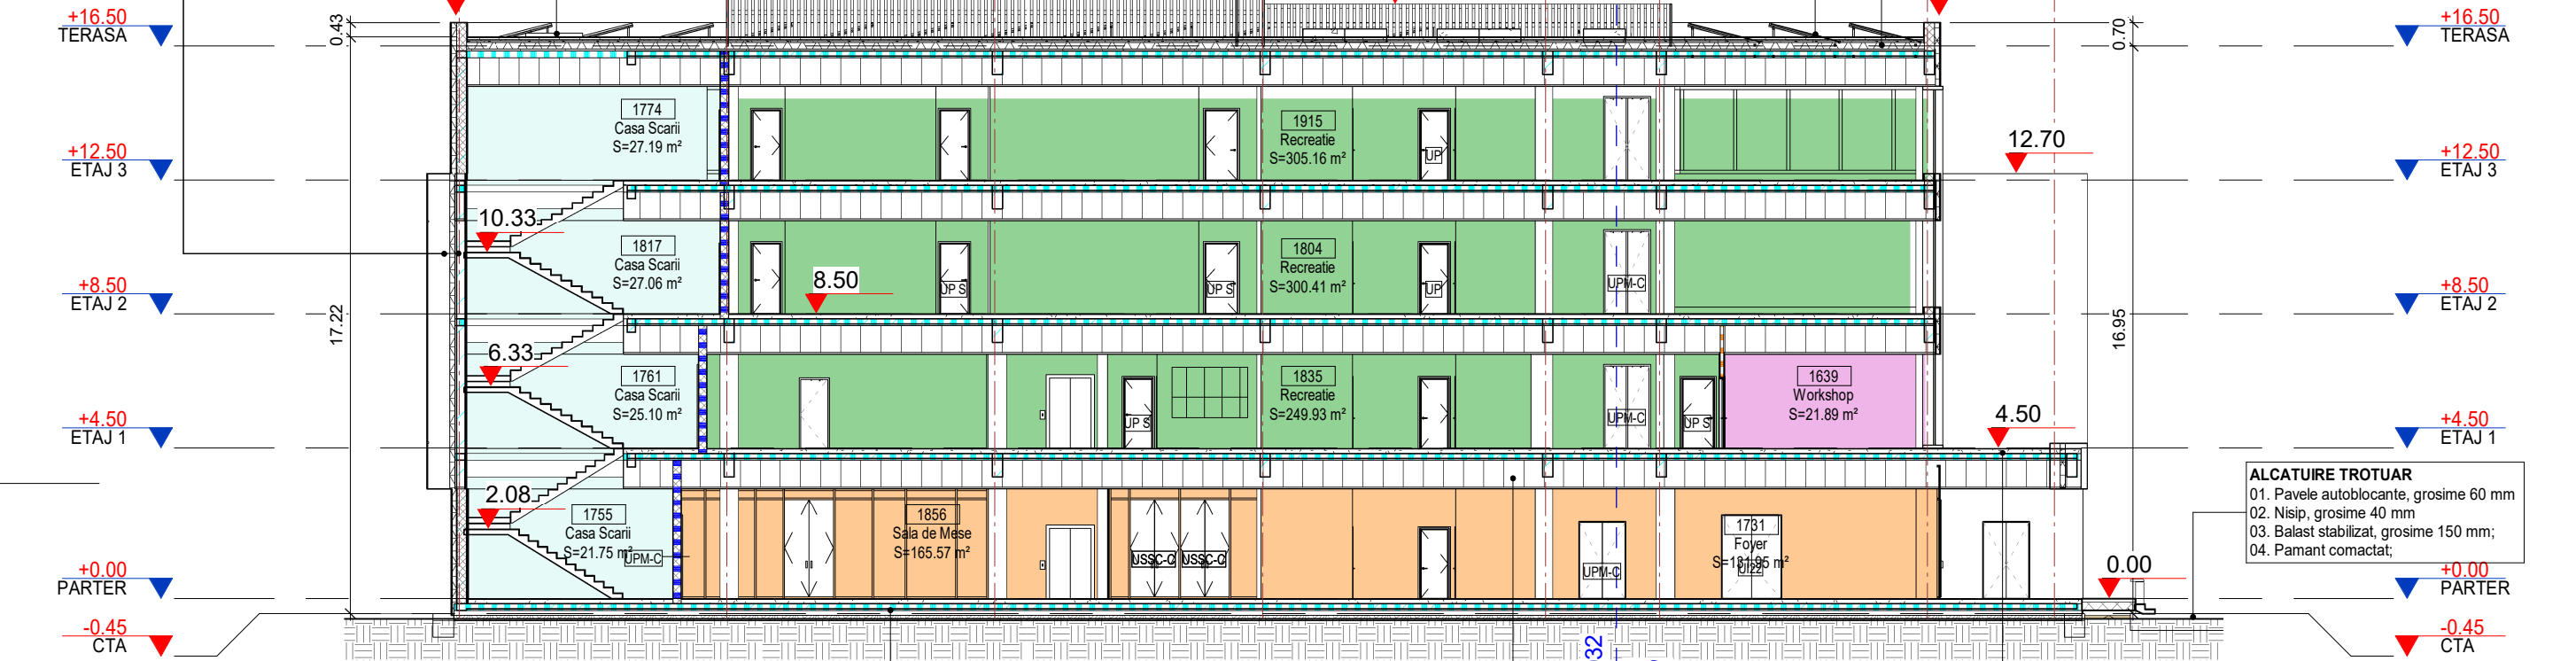 +16.50
TERASA
0.43
0.70
+16.50
TERASA
1774
Casa Scarii
S=27.19 m²
1915
Recreatie
S=305.16 m²
UP
12.70
+12.50
ETAJ 3
+12.50
ETAJ 3
10.33
1817
Casa Scarii
S=27.06 m²
8.50
UP S
UP S
1804
Recreatie
S=300.41 m²
UP
UPM-C
+8.50
ETAJ 2
+8.50
ETAJ 2
17.22
16.95
6.33
1761
Casa Scarii
S=25.10 m²
UP S
1835
Recreatie
S=249.93 m²
UPM-C
UP S
1639
Workshop
S=21.89 m²
4.50
+4.50
ETAJ 1
+4.50
ETAJ 1
2.08
1755
Casa Scarii
S=21.75 m²
UPM-C
1856
Sala de Mese
S=165.57 m²
USSC-C
USSC-C
UPM-C
1731
Foyer
S=131.95 m²
0.00
ALCATUIRE TROTUAR
01. Pavele autoblocante, grosime 60 mm
02. Nisip, grosime 40 mm
03. Balast stabilizat, grosime 150 mm;
04. Pamant comactat;
+0.00
PARTER
+0.00
PARTER
-0.45
CTA
-0.45
CTA